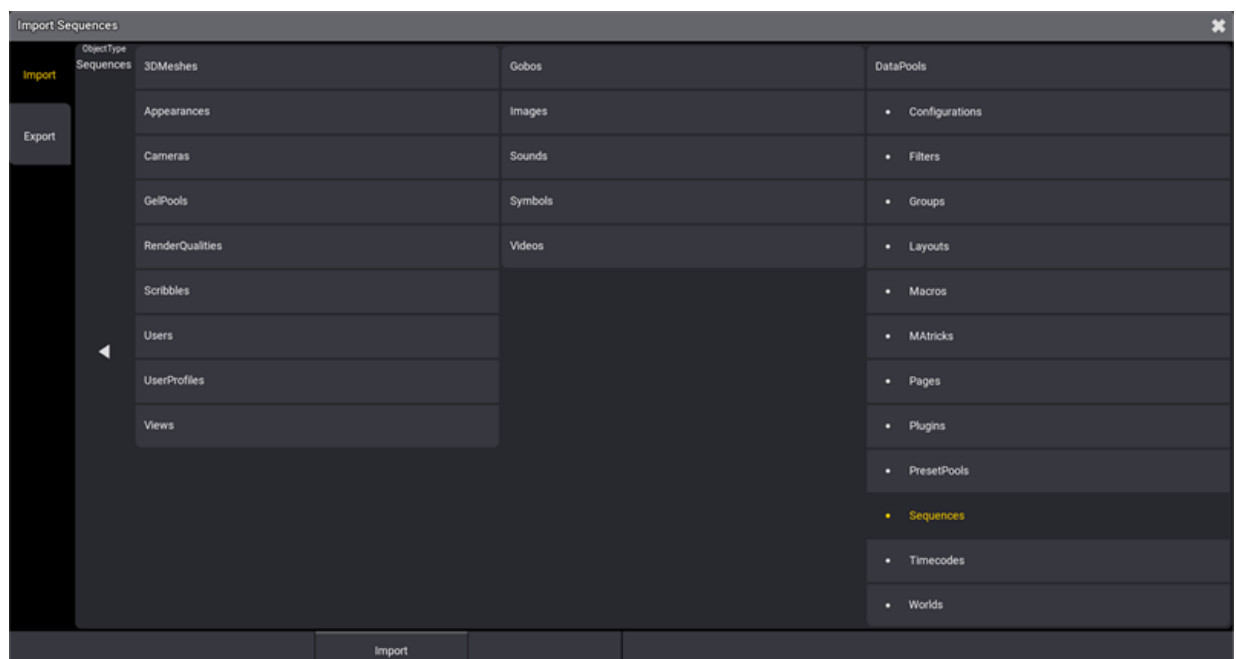 Import Sequences
Import
Export
ObjectType
Sequences
3DMeshes
Appearances
Cameras
GelPools
RenderQualities
Scribbles
Users
UserProfiles
Views
Gobos
Images
Sounds
Symbols
Videos
DataPools
• Configurations
• Filters
• Groups
• Layouts
• Macros
• MAtricks
• Pages
• Plugins
• PresetPools
• Sequences
• Timecodes
• Worlds
Import